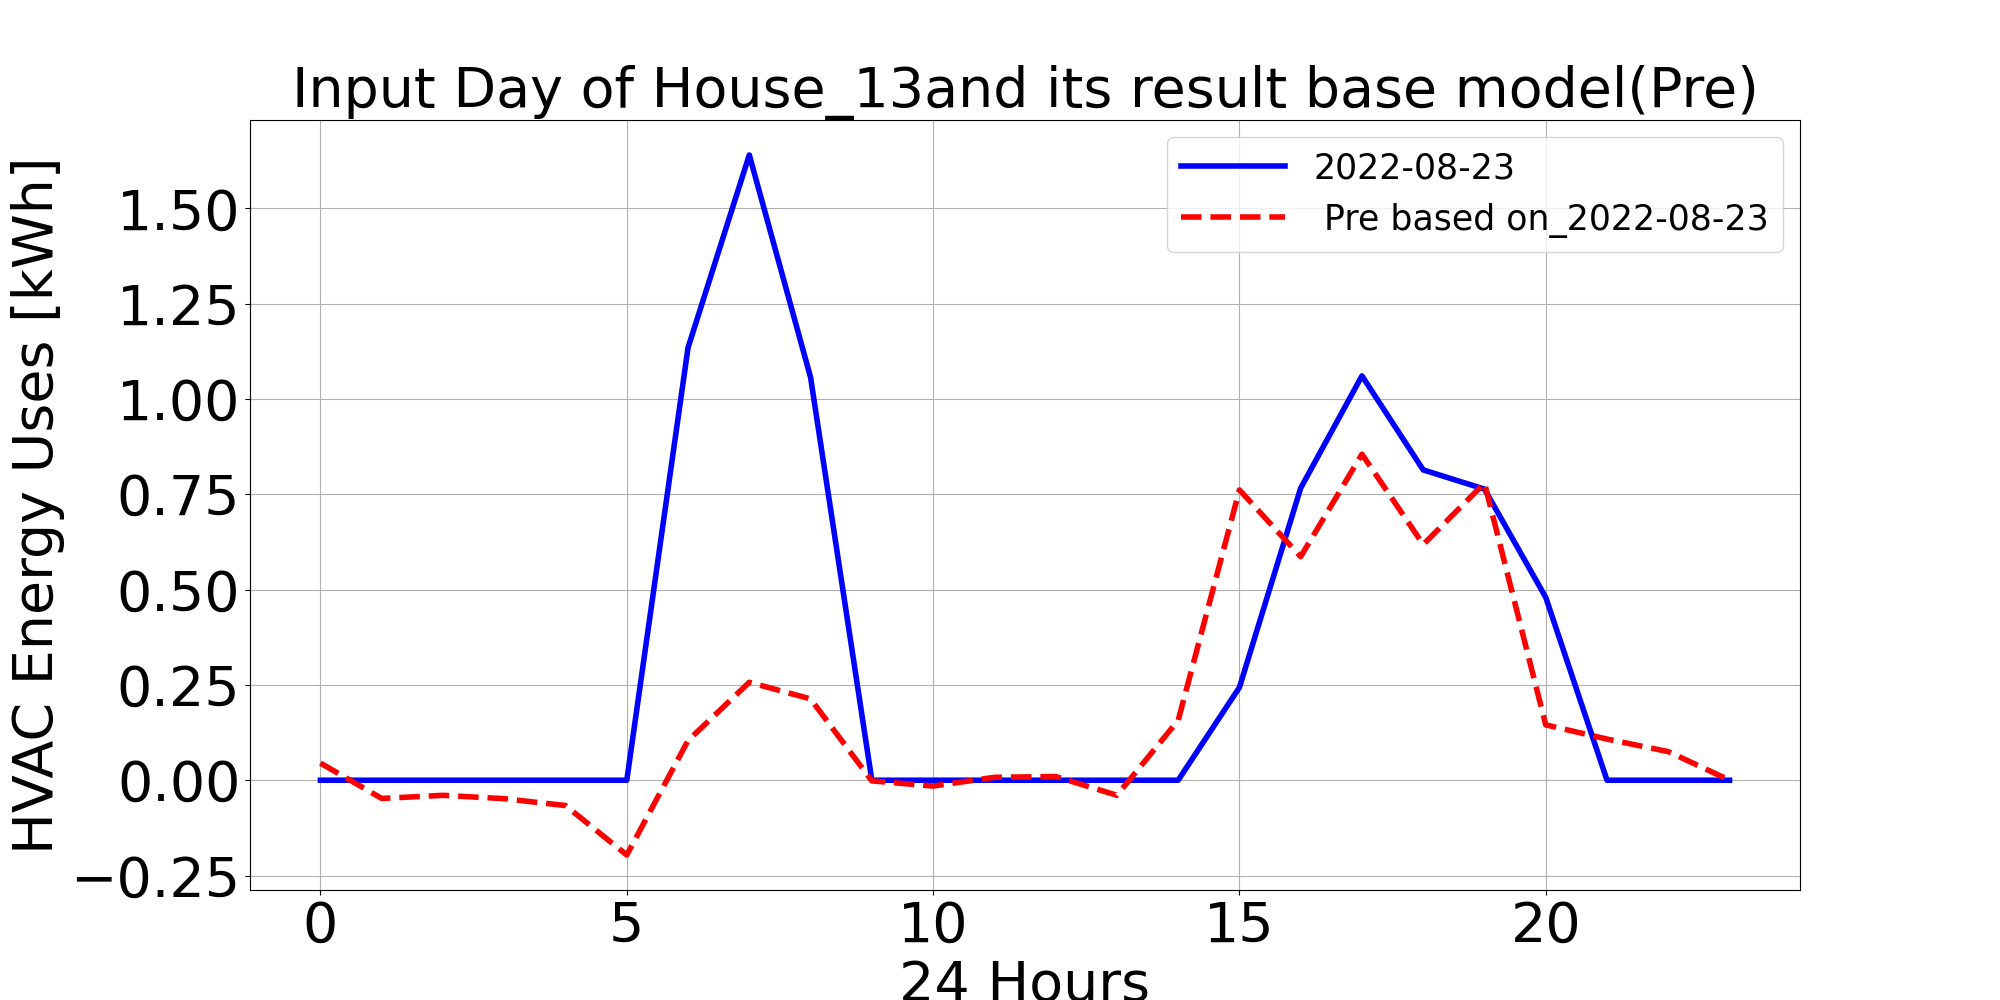 Input Day of House_13and its result base model(Pre)
HVAC Energy Uses [kWh]
1.50
1.25
1.00
0.75
0.50
0.25
0.00
−0.25
2022-08-23
Pre based on_2022-08-23
0 5 10 15 20
24 Hours